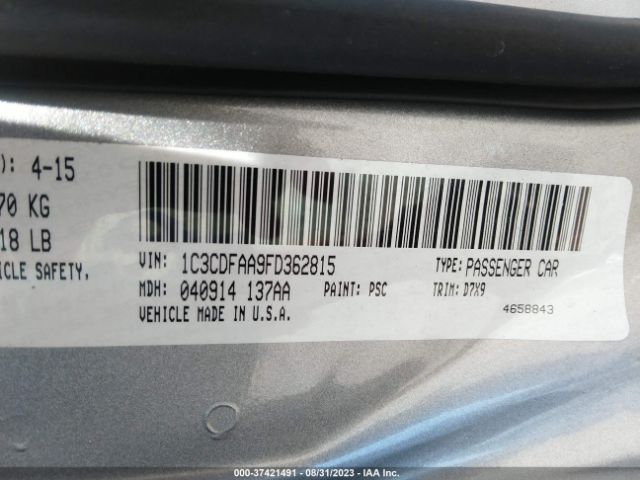 ): 4-15
70 KG
18 LB
ICLE SAFETY,
VIN: 1C3CDFAA9FD362815 TYPE: PASSENGER CAR
MDH: 040914 137AA PAINT: PSC TRIM: D7X9
VEHICLE MADE IN U.S.A. 4658843
000-37421491 - 08/31/2023 - IAA Inc.